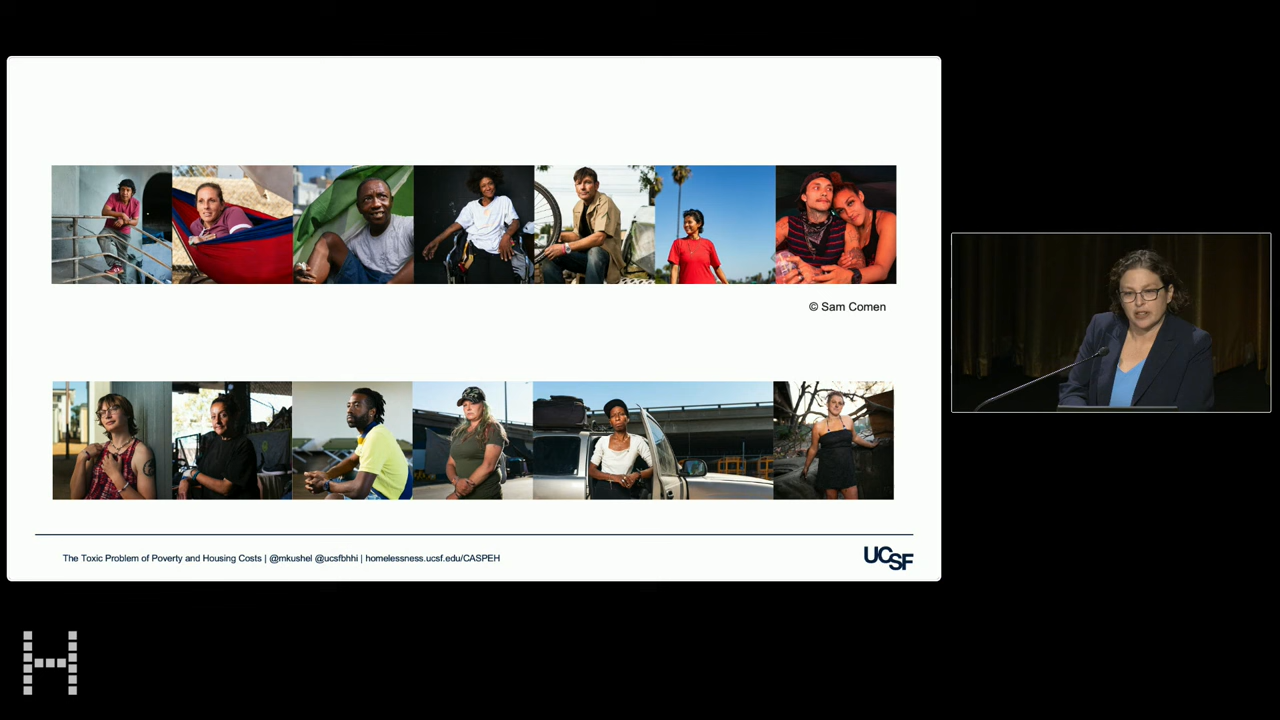 © Sam Comen
The Toxic Problem of Poverty and Housing Costs | @mkushel @ucsfbhhi | homelessness.ucsf.edu/CASPEH
UCSF
H